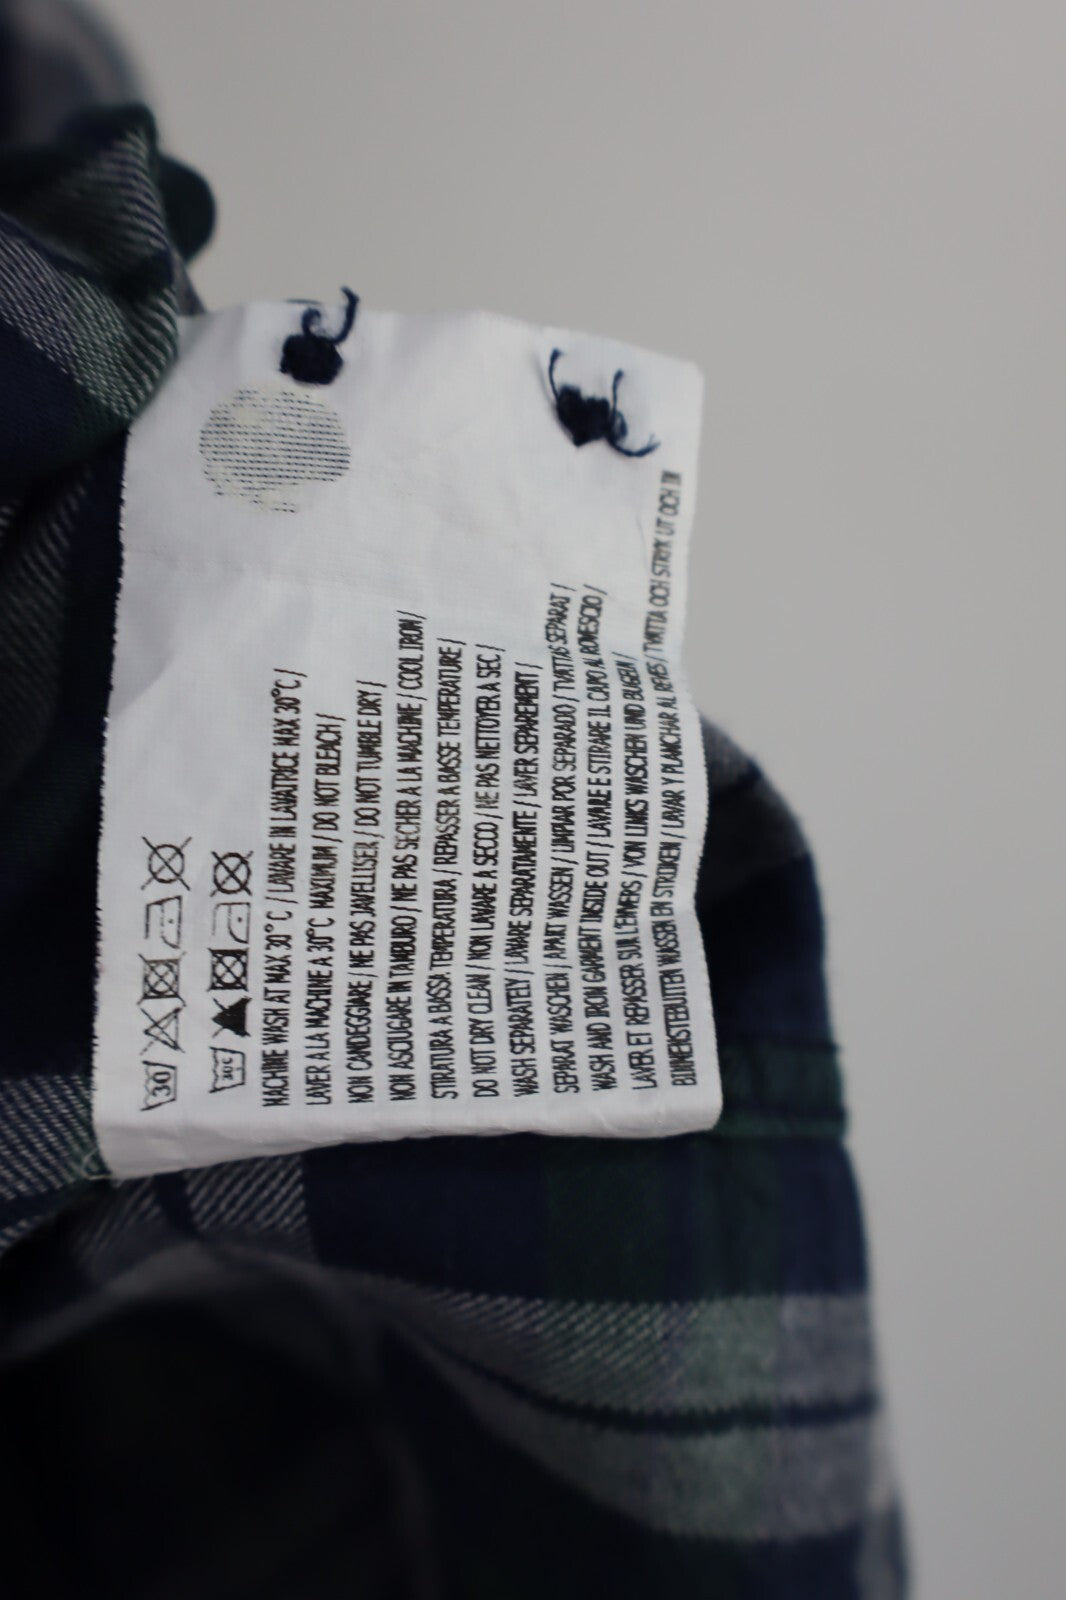 30
30°C
MACHINE WASH AT MAX 30°C / LAVARE IN LAVATRICE MAX 30°C /
LAVER A LA MACHINE A 30°C MAXIMUM / DO NOT BLEACH /
NON CANDEGGIARE / NE PAS JAVELLISER / DO NOT TUMBLE DRY /
NON ASCIUGARE IN TAMBURO / NE PAS SECHER A LA MACHINE / COOL IRON /
STIRATURA A BASSA TEMPERATURA / REPASSER A BASSE TEMPERATURE /
DO NOT DRY CLEAN / NON LAVARE A SECCO / NE PAS NETTOYER A SEC /
WASH SEPARATELY / LAVARE SEPARATAMENTE / LAVER SEPAREMENT /
SEPARAT WASCHEN / APART WASSEN / LIMPIAR POR SEPARADO / TVATTAS SEPARAT /
WASH AND IRON GARMENT INSIDE OUT / LAVARE E STIRARE IL CAPO AL ROVESCIO /
LAVER ET REPASSER SUR L'ENVERS / VON LINKS WASCHEN UND BUGELN /
BINNENSTEBUITEN WASSEN EN STRIJKEN / LAVAR Y PLANCHAR AL REVES / TVATTA OCH STRYK UT OCH IN